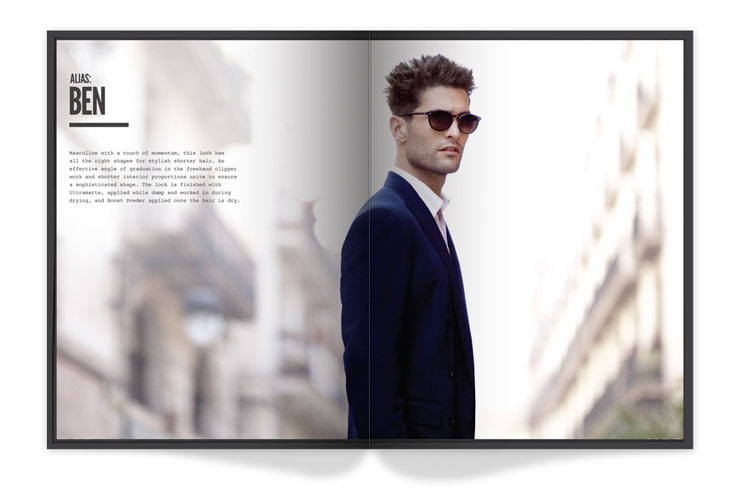 ALIAS:
BEN
Masculine with a touch of momentum, this look has
all the right shapes for stylish shorter hair. An
effective angle of graduation in the freehand clipper
work and shorter interior proportions unite to ensure
a sophisticated shape. The look is finished with
Ultramatte, applied while damp and worked in during
drying, and Boost Powder applied once the hair is dry.